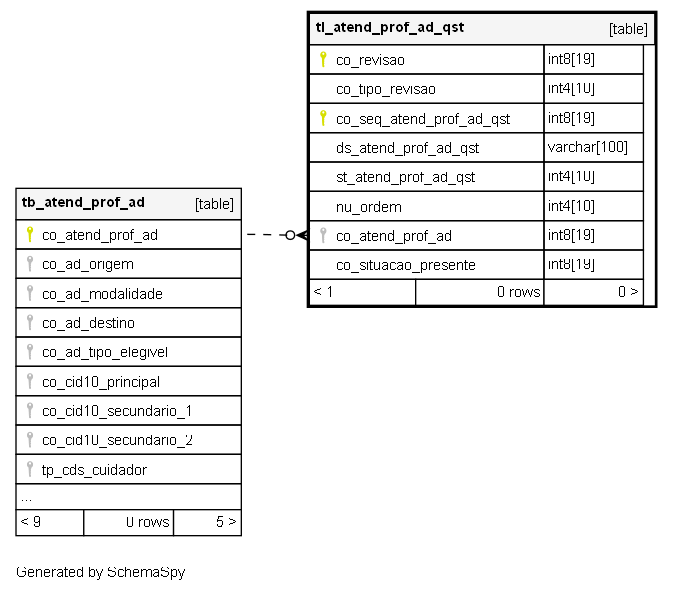 tl_atend_prof_ad_qst [table]
co_revisao int8[19]
co_tipo_revisao int4[10]
co_seq_atend_prof_ad_qst int8[19]
ds_atend_prof_ad_qst varchar[100]
st_atend_prof_ad_qst int4[10]
nu_ordem int4[10]
co_atend_prof_ad int8[19]
co_situacao_presente int8[19]
< 1 0 rows 0 >
tb_atend_prof_ad [table]
co_atend_prof_ad
co_ad_origem
co_ad_modalidade
co_ad_destino
co_ad_tipo_elegivel
co_cid10_principal
co_cid10_secundario_1
co_cid10_secundario_2
tp_cds_cuidador
...
< 9 0 rows 5 >
Generated by SchemaSpy